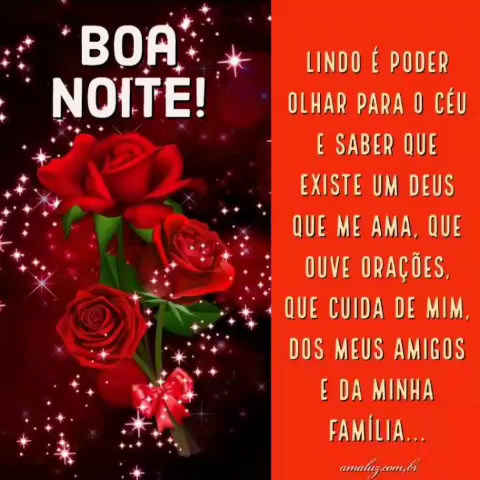 BOA
NOITE!
LINDO É PODER
OLHAR PARA O CÉU
E SABER QUE
EXISTE UM DEUS
QUE ME AMA, QUE
OUVE ORAÇÕES,
QUE CUIDA DE MIM,
DOS MEUS AMIGOS
E DA MINHA
FAMÍLIA...
amaluz.com.br